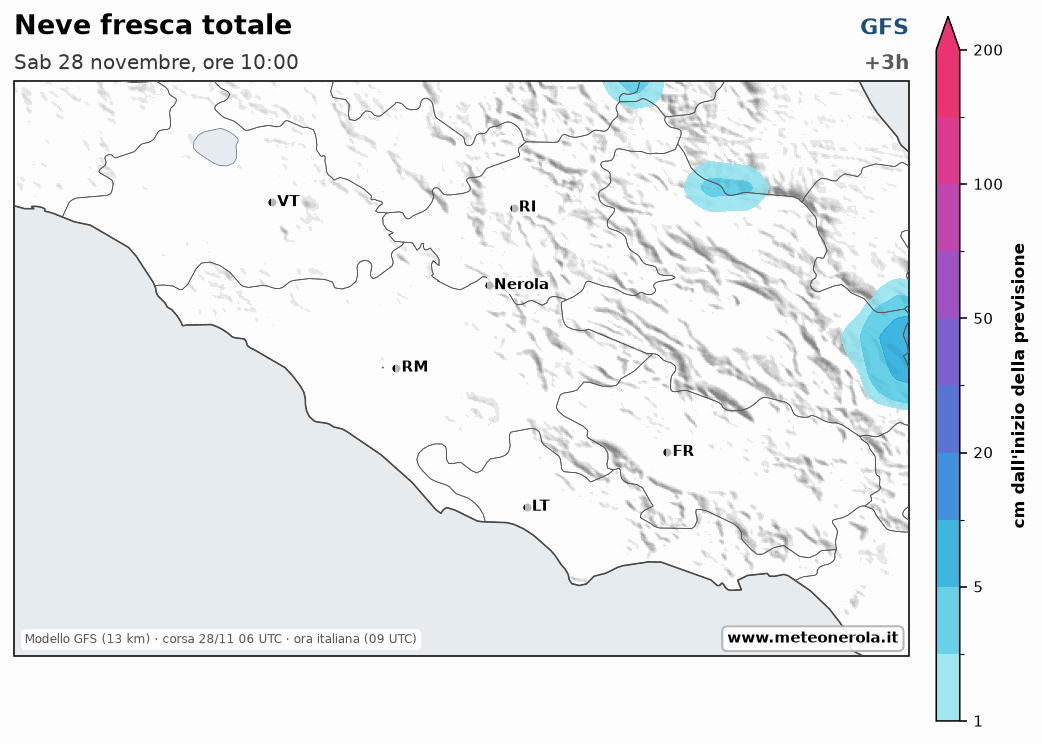 Neve fresca totale
GFS
Sab 28 novembre, ore 10:00
+3h
VT
RI
Nerola
RM
FR
LT
Modello GFS (13 km) · corsa 28/11 06 UTC · ora italiana (09 UTC)
www.meteonerola.it
200
100
50
20
5
1
cm dall'inizio della previsione